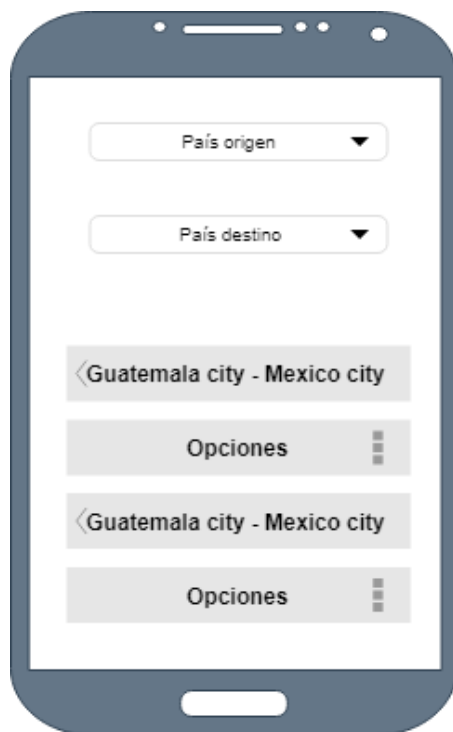 País origen
País destino
Guatemala city - Mexico city
Opciones
Guatemala city - Mexico city
Opciones